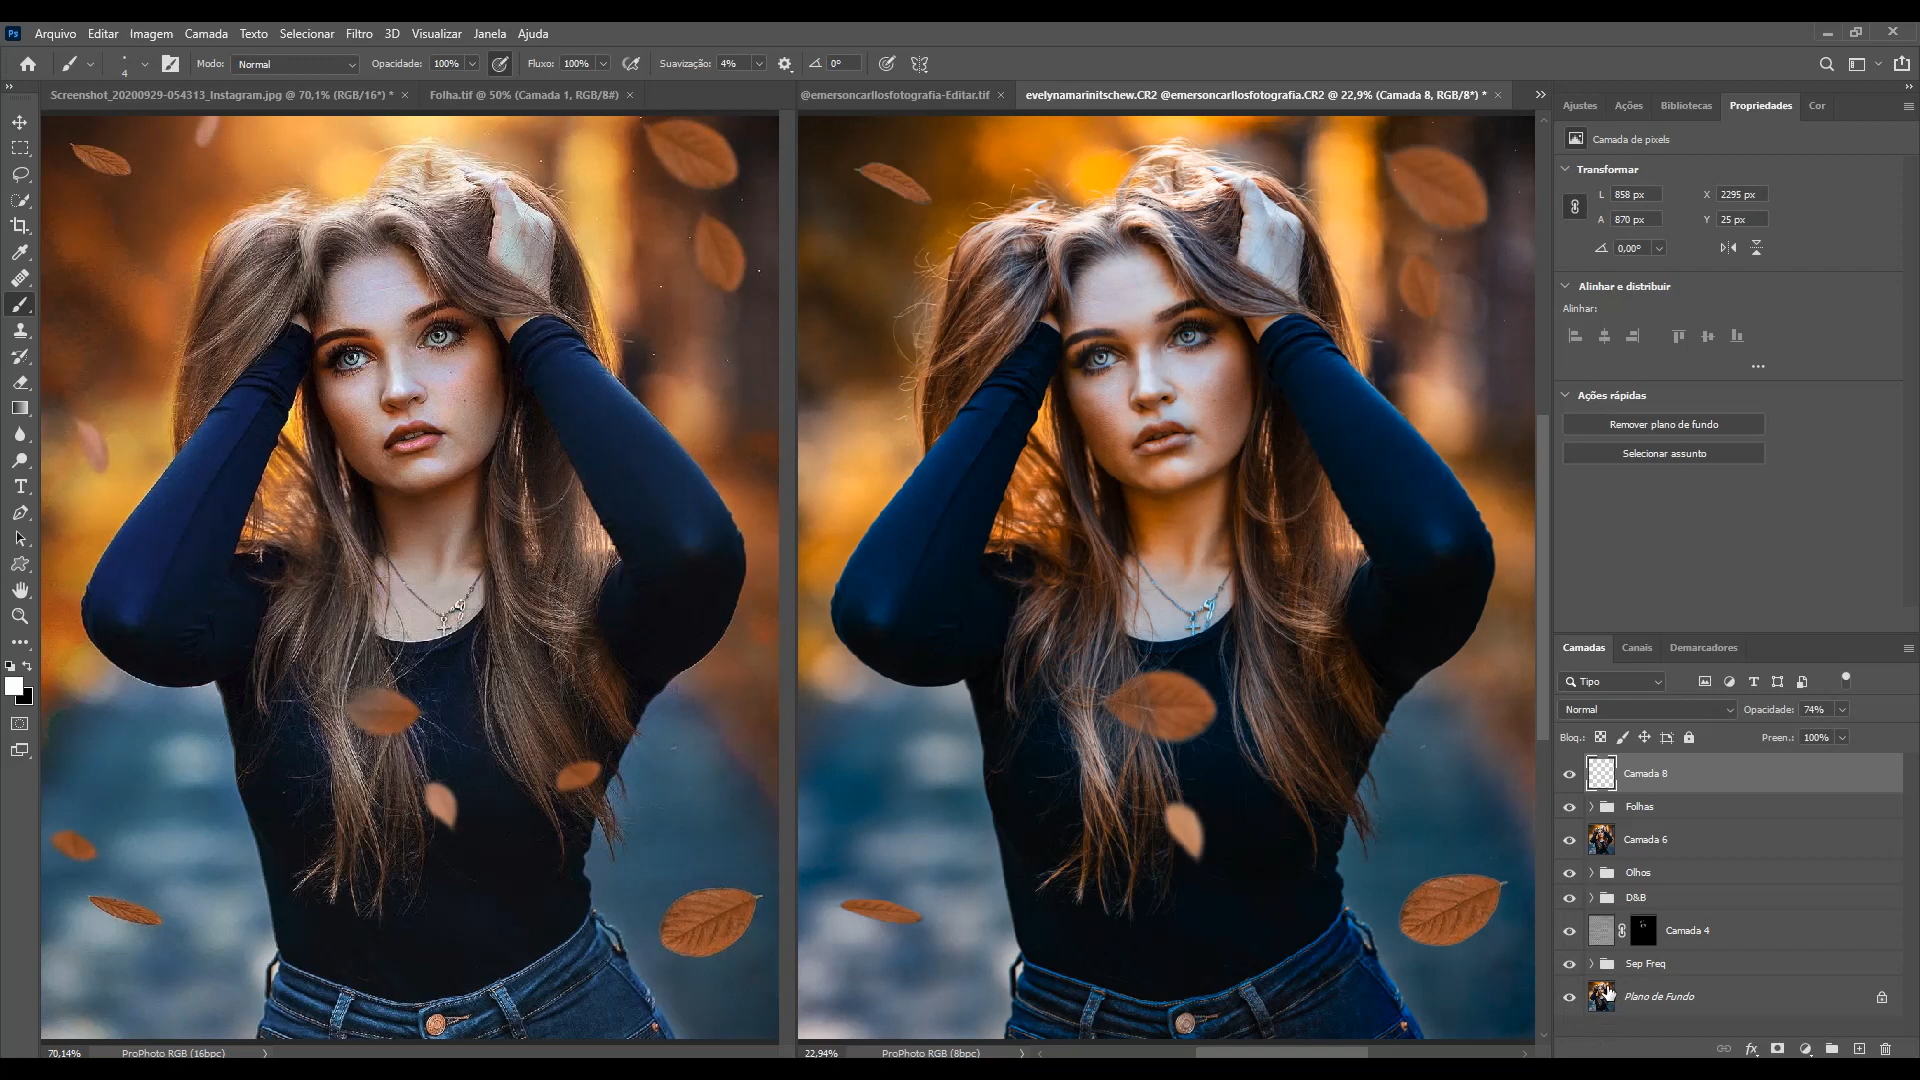 Ps Arquivo Editar Imagem Camada Texto Selecionar Filtro 3D Visualizar Janela Ajuda
4 Modo: Normal Opacidade: 100% Fluxo: 100% Suavização: 4% 0°
Screenshot_20200929-054313_Instagram.jpg @ 70,1% (RGB/16*) * Folha.tif @ 50% (Camada 1, RGB/8#) @emersoncarllosfotografia-Editar.tif evelynamarinitschew.CR2 @emersoncarllosfotografia.CR2 @ 22,9% (Camada 8, RGB/8*) *
Ajustes Ações Bibliotecas Propriedades Cor
Camada de pixels
Transformar
L 858 px X 2295 px
A 870 px Y 25 px
0,00°
Alinhar e distribuir
Alinhar:
Ações rápidas
Remover plano de fundo
Selecionar assunto
Camadas Canais Demarcadores
Tipo
Normal Opacidade: 74%
Bloq.: Preen.: 100%
Camada 8
Folhas
Camada 6
Olhos
D&B
Camada 4
Sep Freq
Plano de Fundo
fx
70,14% ProPhoto RGB (16bpc) 22,94% ProPhoto RGB (8bpc)